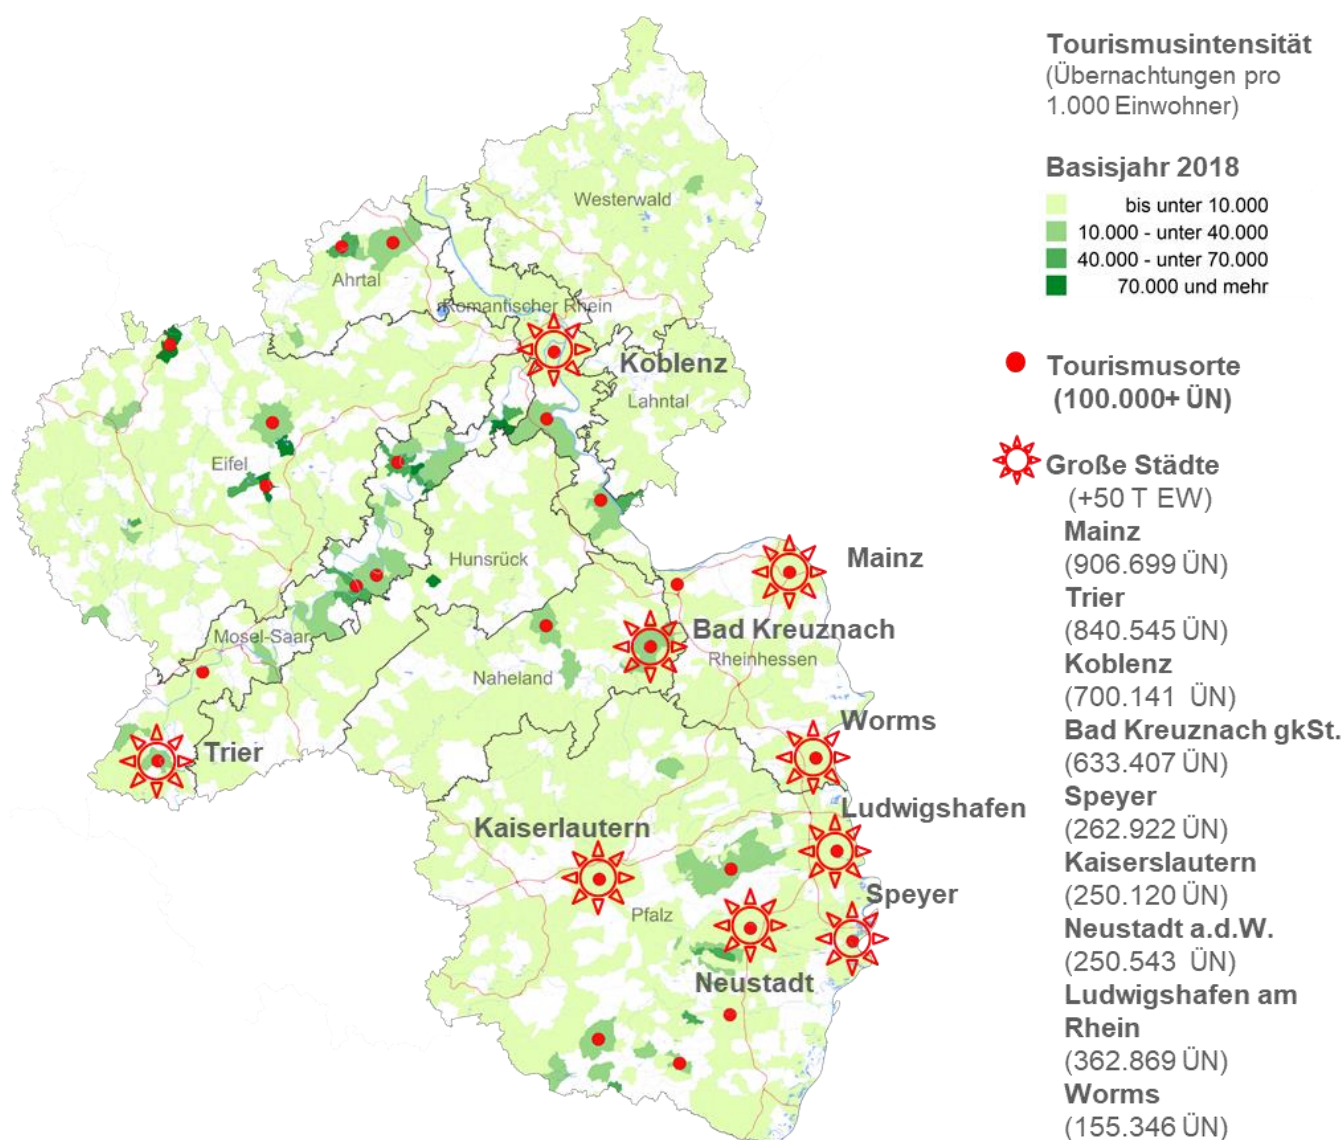 Tourismusintensität
(Übernachtungen pro
1.000 Einwohner)
Basisjahr 2018
bis unter 10.000
10.000 - unter 40.000
40.000 - unter 70.000
70.000 und mehr
Tourismusorte
(100.000+ ÜN)
Große Städte
(+50 T EW)
Mainz
(906.699 ÜN)
Trier
(840.545 ÜN)
Koblenz
(700.141 ÜN)
Bad Kreuznach gkSt.
(633.407 ÜN)
Speyer
(262.922 ÜN)
Kaiserslautern
(250.120 ÜN)
Neustadt a.d.W.
(250.543 ÜN)
Ludwigshafen am
Rhein
(362.869 ÜN)
Worms
(155.346 ÜN)
Westerwald
Ahrtal
Romantischer Rhein
Koblenz
Lahntal
Eifel
Hunsrück
Mainz
Mosel-Saar
Bad Kreuznach
Rheinhessen
Naheland
Worms
Trier
Ludwigshafen
Kaiserlautern
Speyer
Pfalz
Neustadt